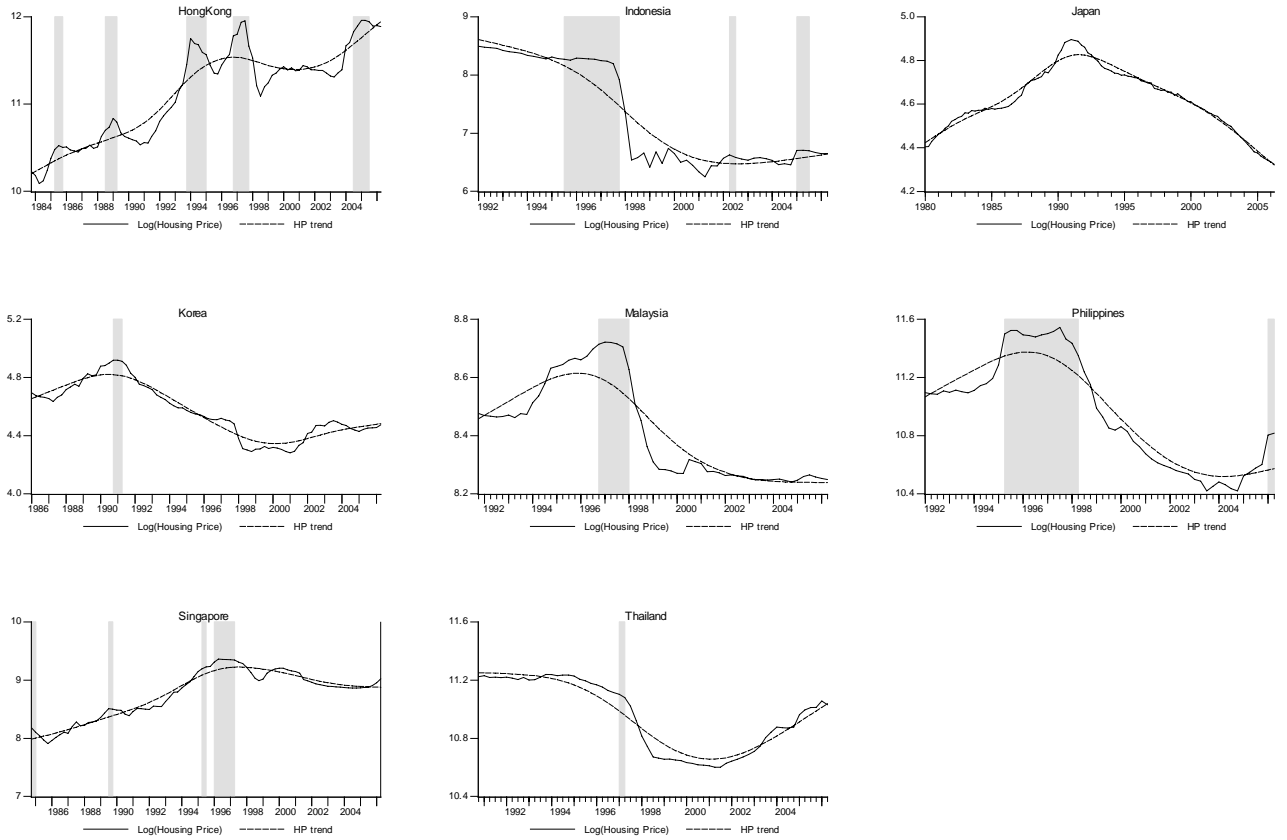 HongKong
12
11
10
1984 1986 1988 1990 1992 1994 1996 1998 2000 2002 2004
Log(Housing Price) HP trend
Indonesia
9
8
7
6
1992 1994 1996 1998 2000 2002 2004
Log(Housing Price) HP trend
Japan
5.0
4.8
4.6
4.4
4.2
1980 1985 1990 1995 2000 2005
Log(Housing Price) HP trend
Korea
5.2
4.8
4.4
4.0
1986 1988 1990 1992 1994 1996 1998 2000 2002 2004
Log(Housing Price) HP trend
Malaysia
8.8
8.6
8.4
8.2
1992 1994 1996 1998 2000 2002 2004
Log(Housing Price) HP trend
Philippines
11.6
11.2
10.8
10.4
1992 1994 1996 1998 2000 2002 2004
Log(Housing Price) HP trend
Singapore
10
9
8
7
1986 1988 1990 1992 1994 1996 1998 2000 2002 2004
Log(Housing Price) HP trend
Thailand
11.6
11.2
10.8
10.4
1992 1994 1996 1998 2000 2002 2004
Log(Housing Price) HP trend